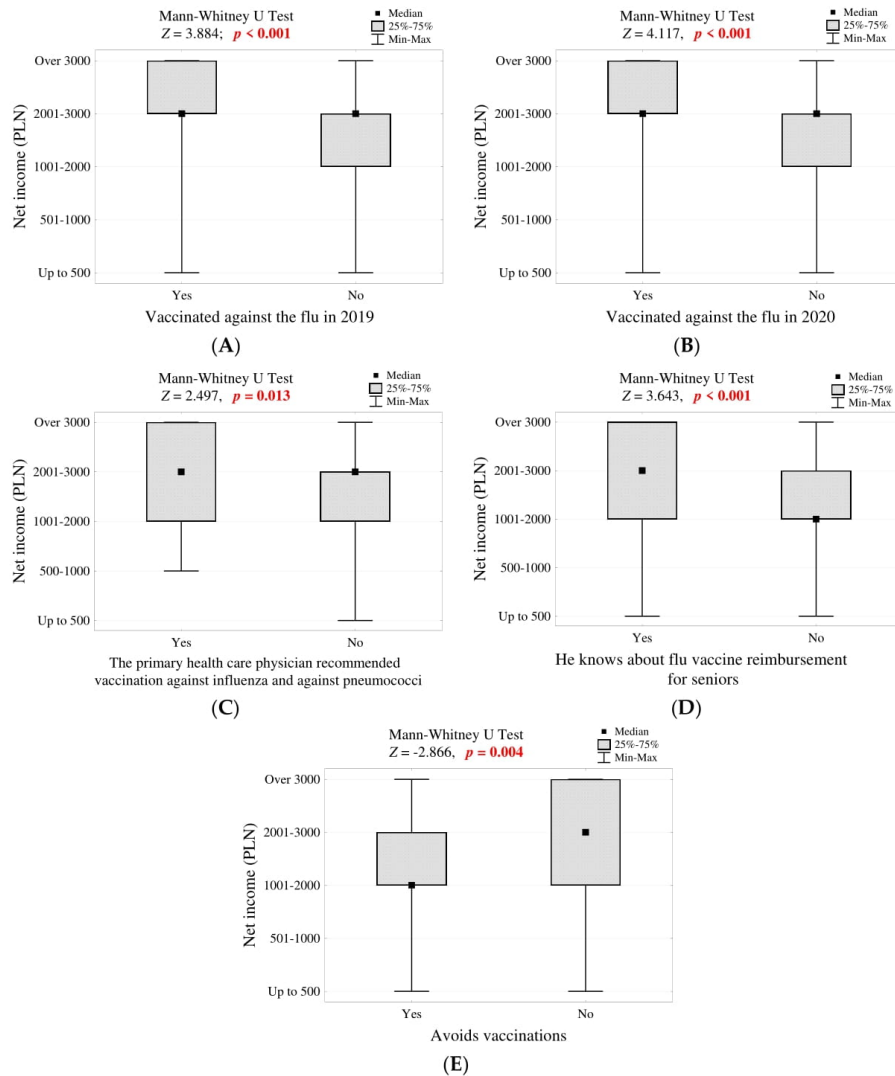 Mann-Whitney U Test
Z = 3.884; p < 0.001
Median
25%-75%
Min-Max
Net income (PLN)
Over 3000
2001-3000
1001-2000
501-1000
Up to 500
Yes
No
Vaccinated against the flu in 2019
(A)
Mann-Whitney U Test
Z = 4.117, p < 0.001
Median
25%-75%
Min-Max
Net income (PLN)
Over 3000
2001-3000
1001-2000
501-1000
Up to 500
Yes
No
Vaccinated against the flu in 2020
(B)
Mann-Whitney U Test
Z = 2.497, p = 0.013
Median
25%-75%
Min-Max
Net income (PLN)
Over 3000
2001-3000
1001-2000
500-1000
Up to 500
Yes
No
The primary health care physician recommended
vaccination against influenza and against pneumococci
(C)
Mann-Whitney U Test
Z = 3.643, p < 0.001
Median
25%-75%
Min-Max
Net income (PLN)
Over 3000
2001-3000
1001-2000
500-1000
Up to 500
Yes
No
He knows about flu vaccine reimbursement
for seniors
(D)
Mann-Whitney U Test
Z = -2.866, p = 0.004
Median
25%-75%
Min-Max
Net income (PLN)
Over 3000
2001-3000
1001-2000
501-1000
Up to 500
Yes
No
Avoids vaccinations
(E)